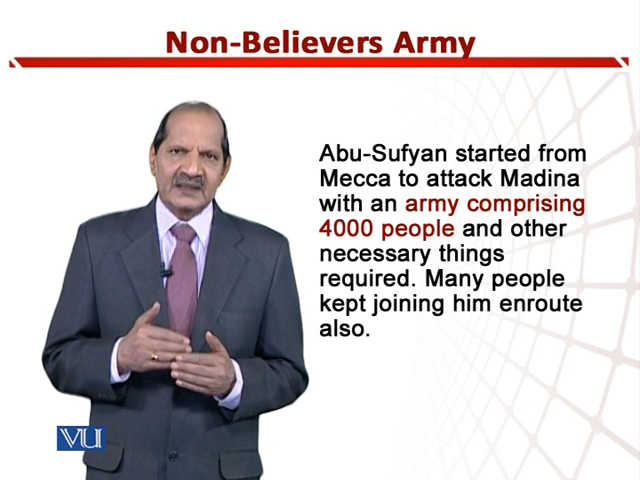 Non-Believers Army
Abu-Sufyan started from
Mecca to attack Madina
with an army comprising
4000 people and other
necessary things
required. Many people
kept joining him enroute
also.
VU